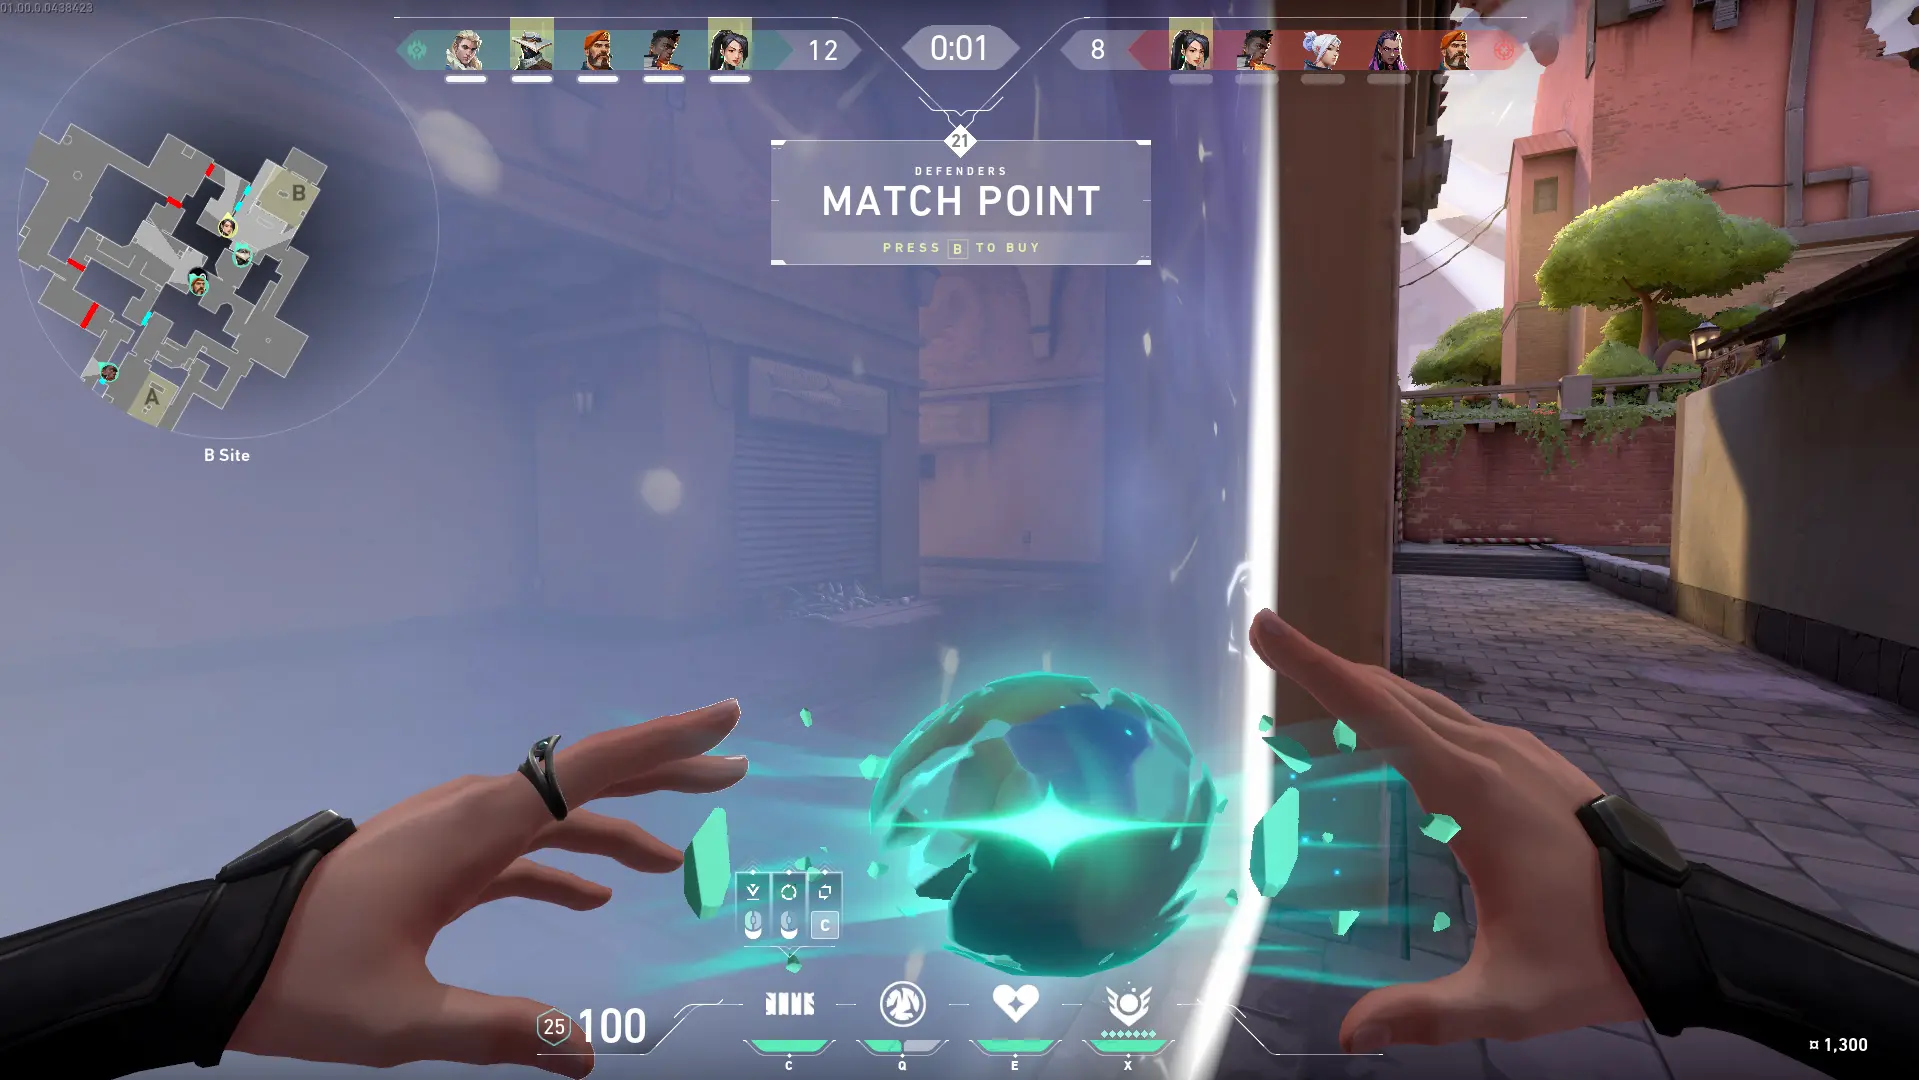 01.00.0.0438423
12
0:01
8
21
DEFENDERS
MATCH POINT
PRESS B TO BUY
B
A
B Site
C
25 100
C Q E X
¤ 1,300